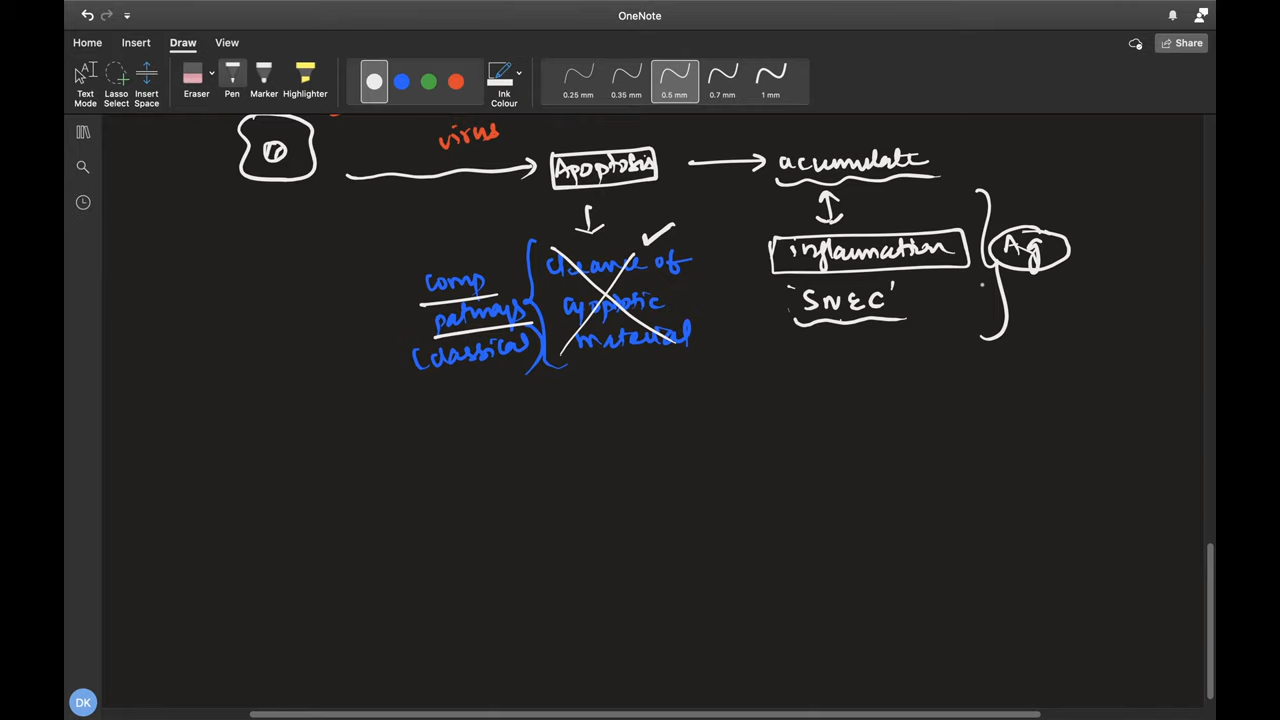 OneNote
Home Insert Draw View
Share
Text Mode
Lasso Select
Insert Space
Eraser
Pen
Marker
Highlighter
Ink Colour
0.25 mm
0.35 mm
0.5 mm
0.7 mm
1 mm
virus
Apoptosis
acumulate
inflammation
Ag
'SNEC'
clearance of
apoptotic
material
comp
pathways
(classical
DK